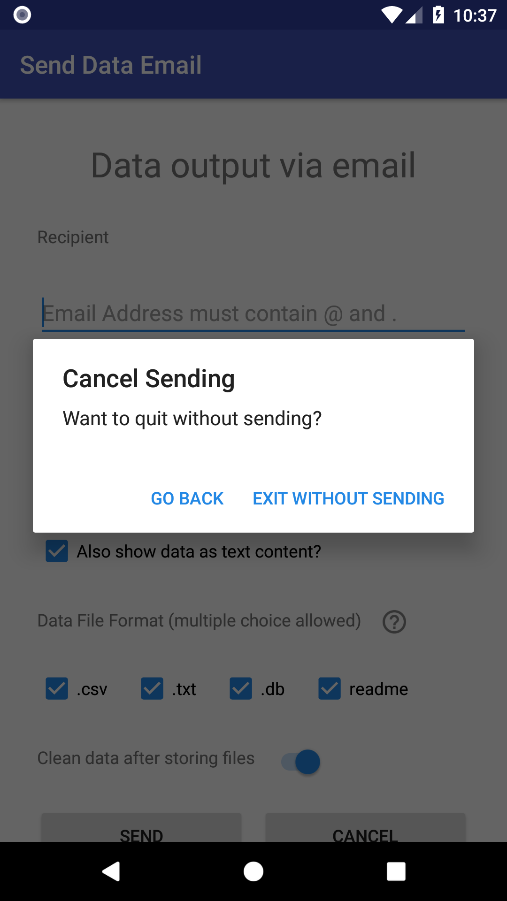 10:37
Send Data Email
Data output via email
Recipient
Email Address must contain @ and .
Cancel Sending
Want to quit without sending?
GO BACK EXIT WITHOUT SENDING
Also show data as text content?
Data File Format (multiple choice allowed) ?
.csv .txt .db readme
Clean data after storing files
SEND CANCEL